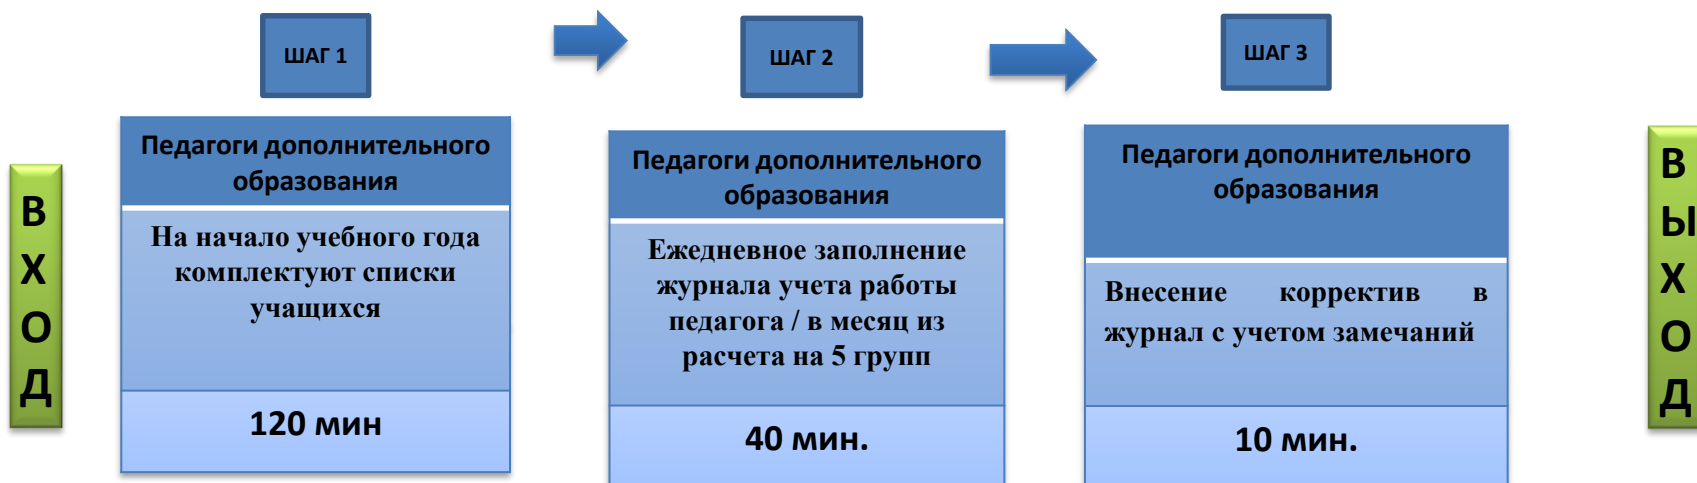 ШАГ 1
ШАГ 2
ШАГ 3
В
Х
О
Д
Педагоги дополнительного
образования
На начало учебного года
комплектуют списки
учащихся
120 мин
Педагоги дополнительного
образования
Ежедневное заполнение
журнала учета работы
педагога / в месяц из
расчета на 5 групп
40 мин.
Педагоги дополнительного
образования
Внесение корректив в
журнал с учетом замечаний
10 мин.
В
Ы
Х
О
Д